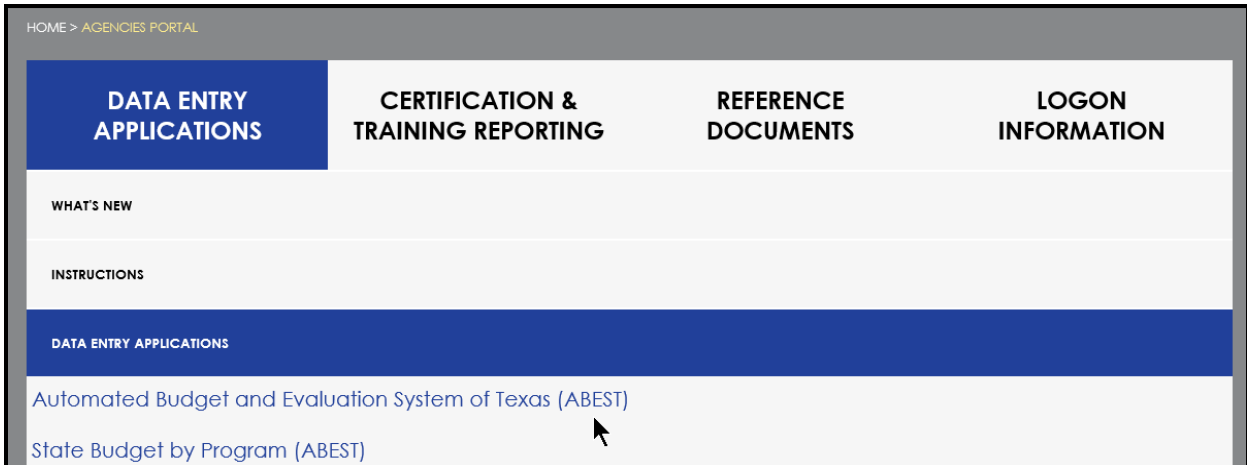 HOME > AGENCIES PORTAL
DATA ENTRY
APPLICATIONS
CERTIFICATION &
TRAINING REPORTING
REFERENCE
DOCUMENTS
LOGON
INFORMATION
WHAT'S NEW
INSTRUCTIONS
DATA ENTRY APPLICATIONS
Automated Budget and Evaluation System of Texas (ABEST)
State Budget by Program (ABEST)